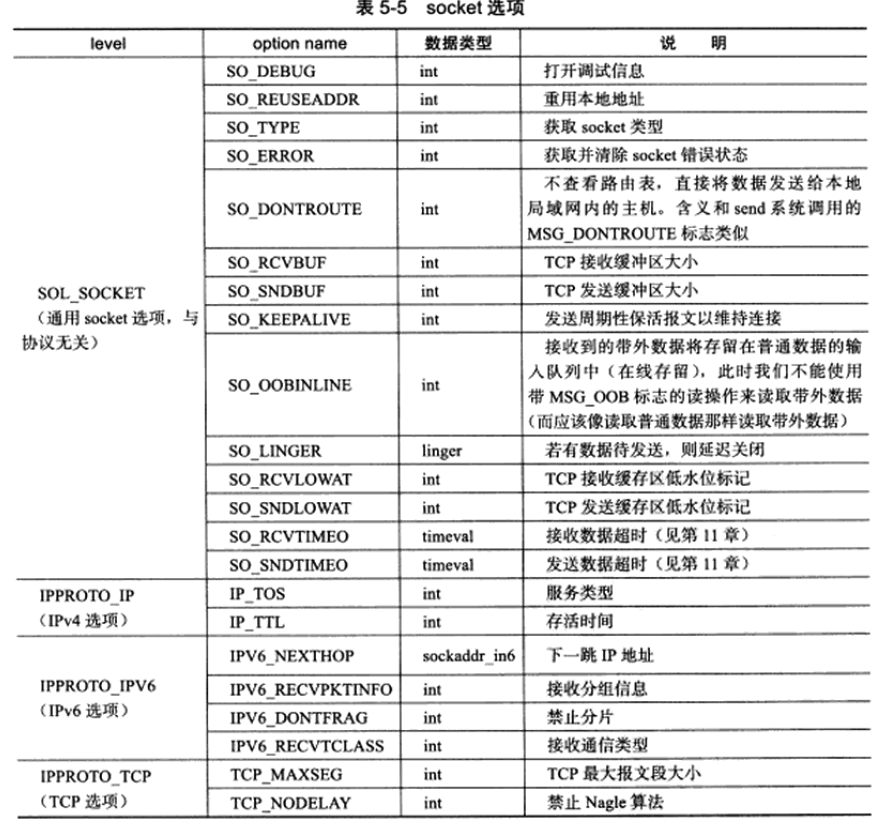 表 5-5 socket 选项
level option name 数据类型 说 明
SO_DEBUG int 打开调试信息
SO_REUSEADDR int 重用本地地址
SO_TYPE int 获取 socket 类型
SO_ERROR int 获取并清除 socket 错误状态
SO_DONTROUTE int
不查看路由表，直接将数据发送给本地
局域网内的主机。含义和 send 系统调用的
MSG_DONTROUTE 标志类似
SO_RCVBUF int TCP 接收缓冲区大小
SO_SNDBUF int TCP 发送缓冲区大小
SOL_SOCKET
（通用 socket 选项，与
协议无关）
SO_KEEPALIVE int 发送周期性保活报文以维持连接
SO_OOBINLINE int
接收到的带外数据将存留在普通数据的输
入队列中（在线存留），此时我们不能使用
带 MSG_OOB 标志的读操作来读取带外数据
（而应该像读取普通数据那样读取带外数据）
SO_LINGER linger 若有数据待发送，则延迟关闭
SO_RCVLOWAT int TCP 接收缓存区低水位标记
SO_SNDLOWAT int TCP 发送缓存区低水位标记
SO_RCVTIMEO timeval 接收数据超时（见第 11 章）
SO_SNDTIMEO timeval 发送数据超时（见第 11 章）
IPPROTO_IP
（IPv4 选项）
IP_TOS int 服务类型
IP_TTL int 存活时间
IPPROTO_IPV6
（IPv6 选项）
IPV6_NEXTHOP sockaddr_in6 下一跳 IP 地址
IPV6_RECVPKTINFO int 接收分组信息
IPV6_DONTFRAG int 禁止分片
IPV6_RECVTCLASS int 接收通信类型
IPPROTO_TCP
（TCP 选项）
TCP_MAXSEG int TCP 最大报文段大小
TCP_NODELAY int 禁止 Nagle 算法